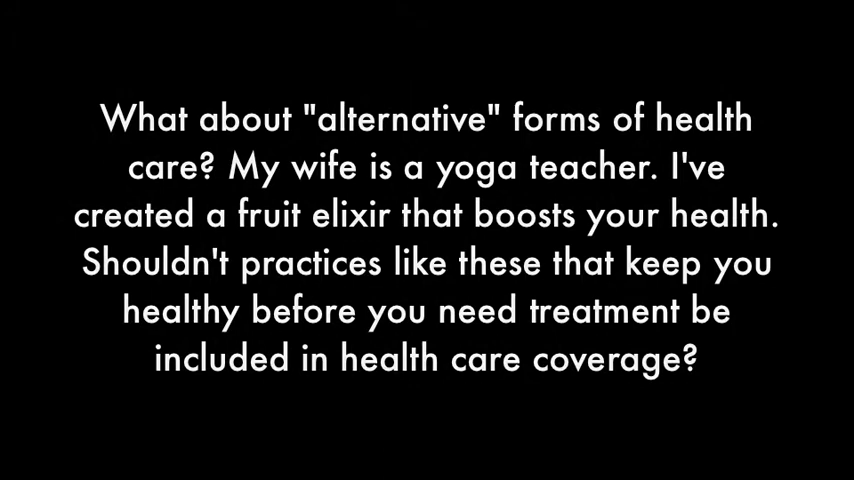 What about "alternative" forms of health
care? My wife is a yoga teacher. I've
created a fruit elixir that boosts your health.
Shouldn't practices like these that keep you
healthy before you need treatment be
included in health care coverage?